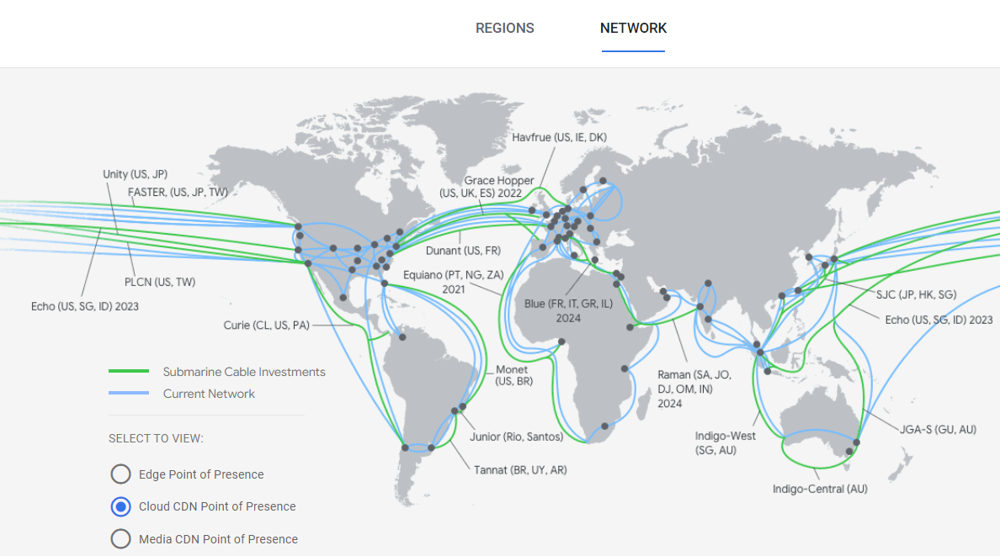 REGIONS
NETWORK
Havfrue (US, IE, DK)
Unity (US, JP)
FASTER, (US, JP, TW)
Grace Hopper
(US, UK, ES) 2022
Dunant (US, FR)
PLCN (US, TW)
Equiano (PT, NG, ZA)
2021
Echo (US, SG, ID) 2023
Blue (FR, IT, GR, IL)
2024
SJC (JP, HK, SG)
Echo (US, SG, ID) 2023
Curie (CL, US, PA)
Submarine Cable Investments
Current Network
Monet
(US, BR)
Raman (SA, JO,
DJ, OM, IN)
2024
SELECT TO VIEW:
Junior (Rio, Santos)
Indigo-West
(SG, AU)
JGA-S (GU, AU)
Edge Point of Presence
Tannat (BR, UY, AR)
Indigo-Central (AU)
Cloud CDN Point of Presence
Media CDN Point of Presence